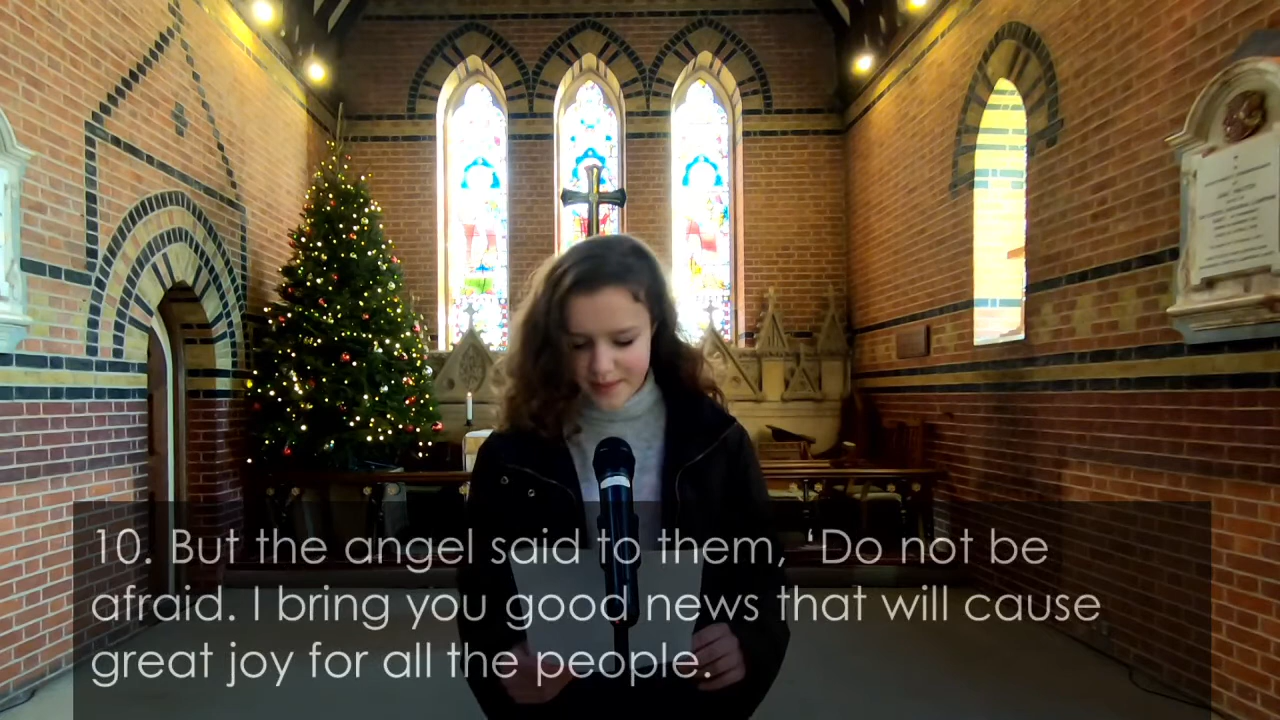 10. But the angel said to them, ‘Do not be
afraid. I bring you good news that will cause
great joy for all the people.